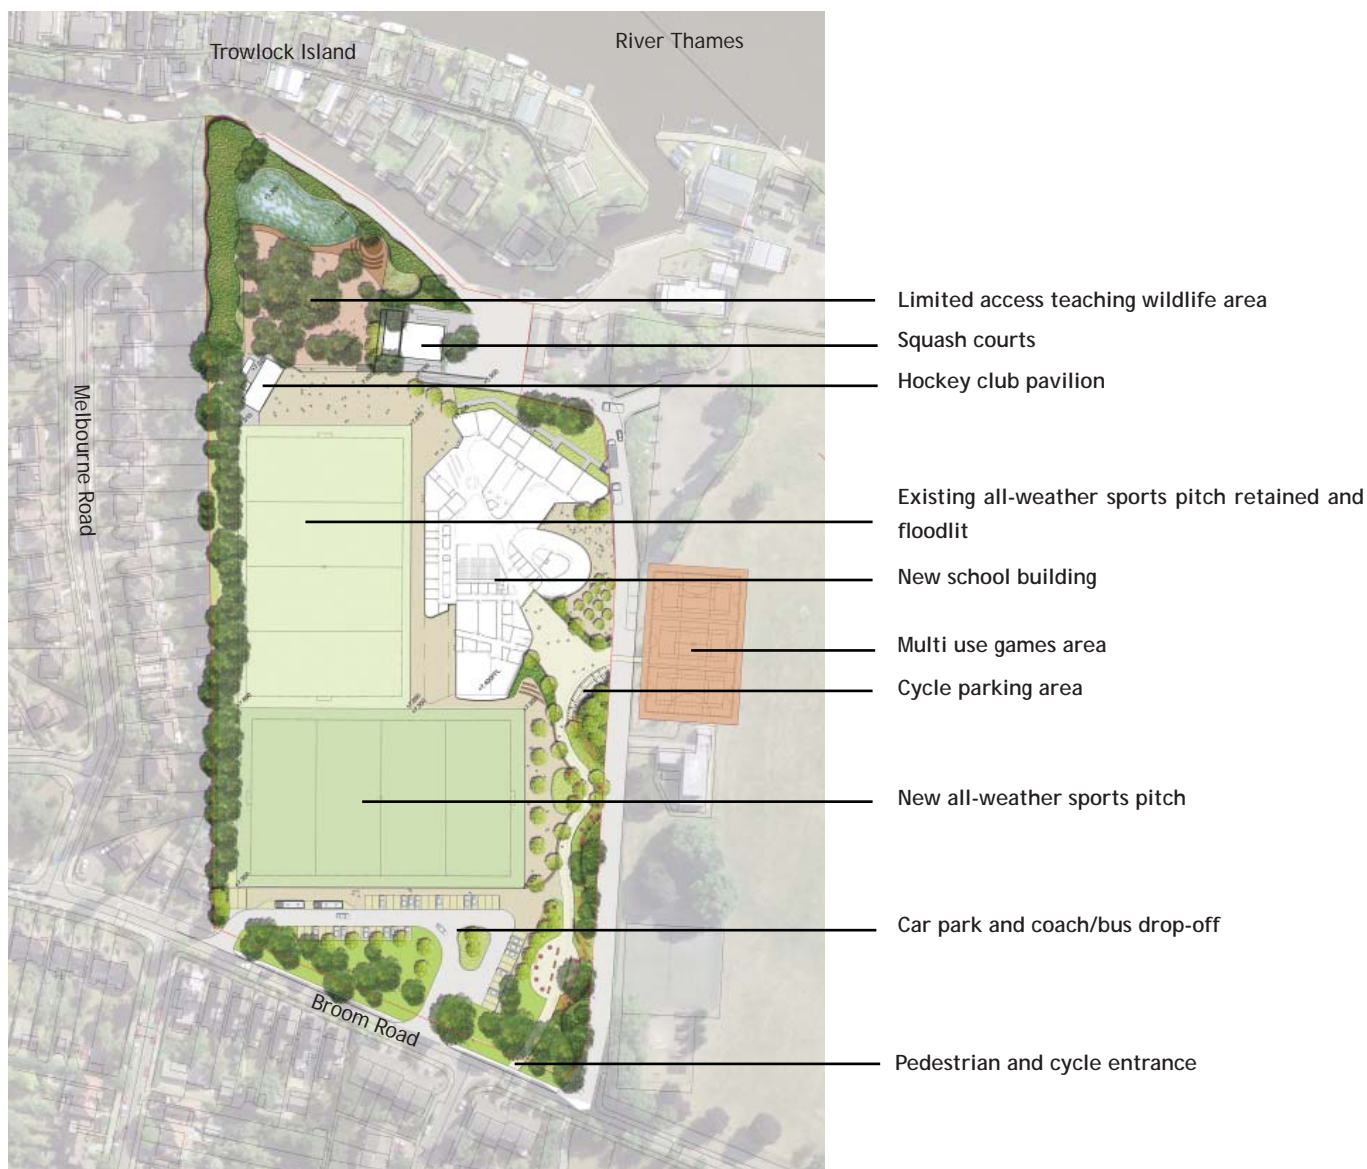 Trowlock Island
River Thames
Limited access teaching wildlife area
Squash courts
Hockey club pavilion
Melbourne Road
Existing all-weather sports pitch retained and
floodlit
New school building
Multi use games area
Cycle parking area
New all-weather sports pitch
Car park and coach/bus drop-off
Broom Road
Pedestrian and cycle entrance